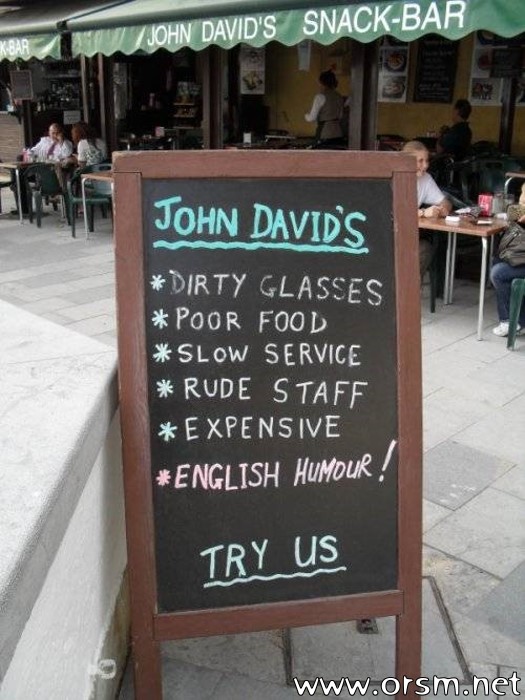 K-BAR
JOHN DAVID'S SNACK-BAR
JOHN DAVID'S
* DIRTY GLASSES
* POOR FOOD
* SLOW SERVICE
* RUDE STAFF
* EXPENSIVE
* ENGLISH HUMOUR!
TRY US
www.orsm.net